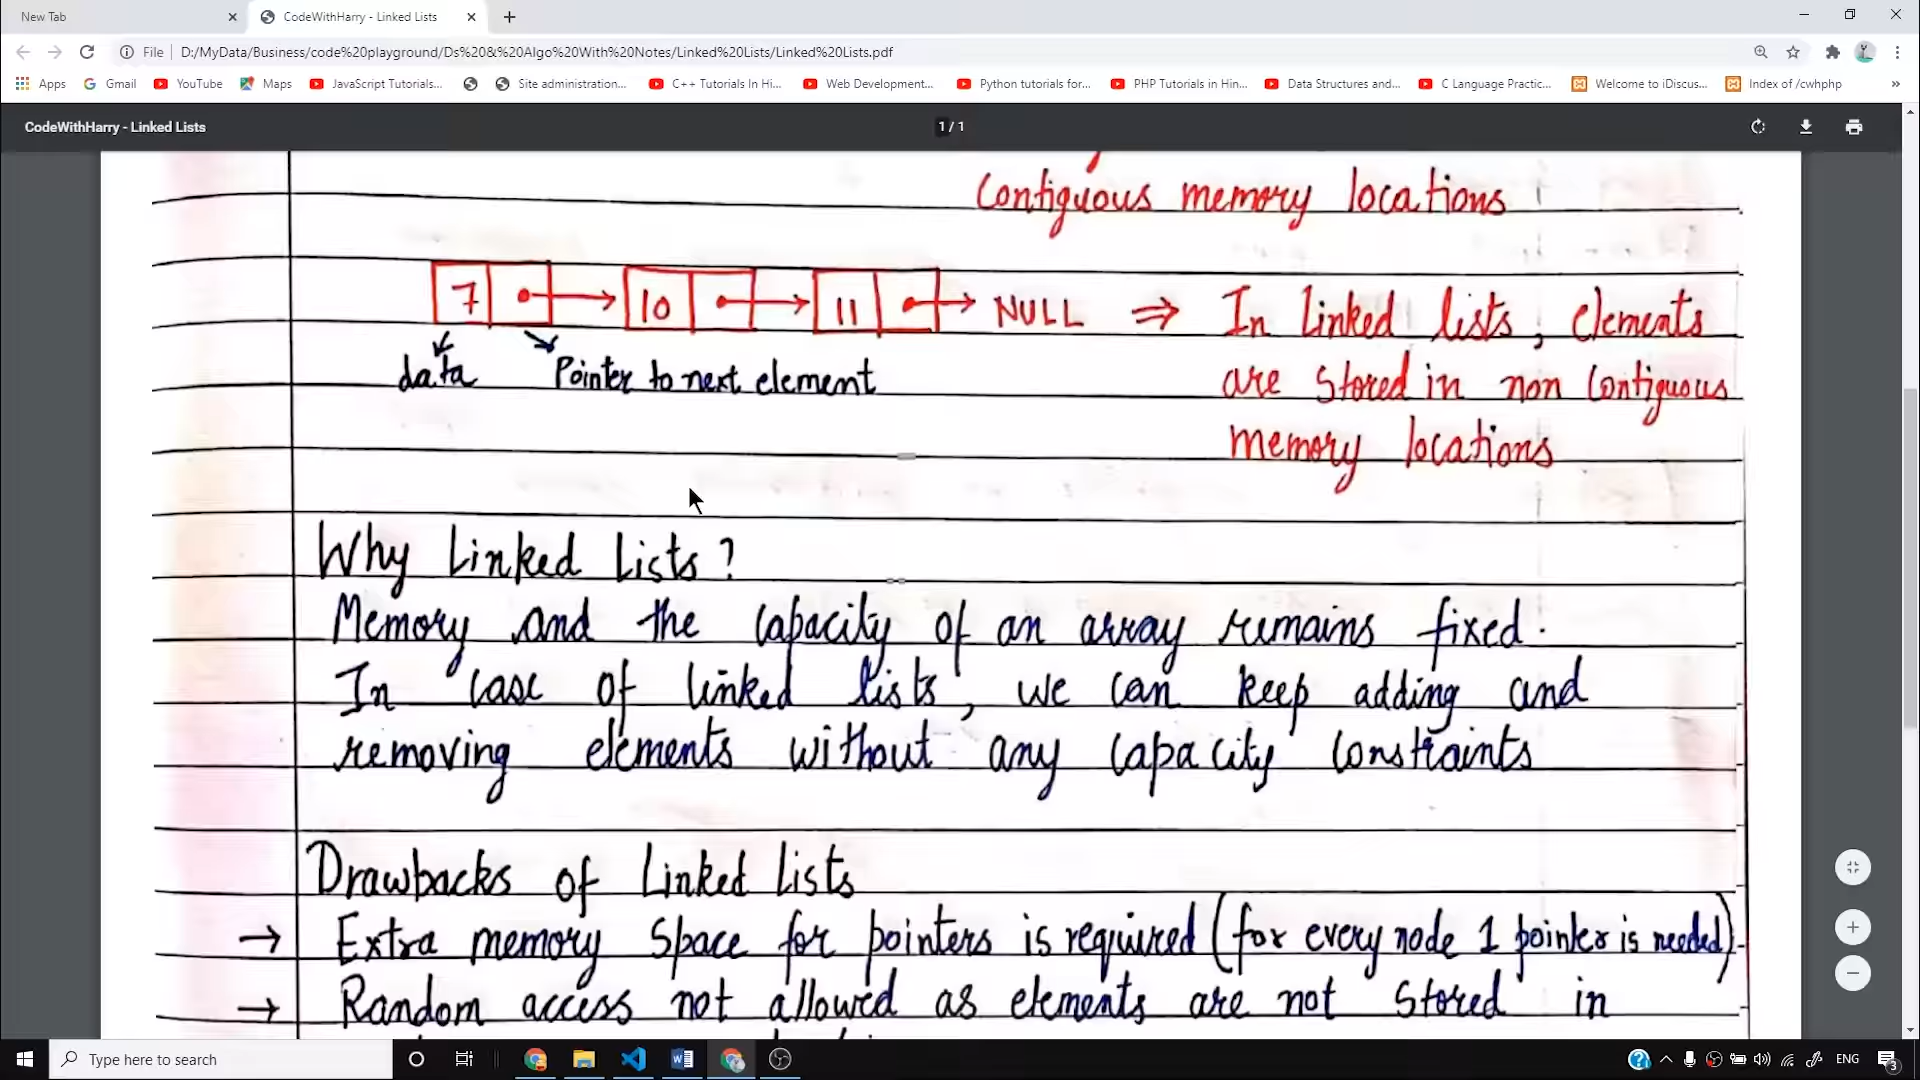 New Tab
CodeWithHarry - Linked Lists
File D:/MyData/Business/code%20playground/Ds%20&%20Algo%20With%20Notes/Linked%20Lists/Linked%20Lists.pdf
Apps Gmail YouTube Maps JavaScript Tutorials... Site administration... C++ Tutorials In Hi... Web Development... Python tutorials for... PHP Tutorials in Hin... Data Structures and... C Language Practic... Welcome to iDiscus... Index of /cwhphp »
CodeWithHarry - Linked Lists 1 / 1
Contiguous memory locations
7 10 11 NULL ⇒ In linked lists, elements
data Pointer to next element are stored in non contiguous
memory locations
Why Linked Lists?
Memory and the capacity of an array remains fixed.
In case of linked lists, we can keep adding and
removing elements without any capacity constraints
Drawbacks of Linked Lists
→ Extra memory space for pointers is required (for every node 1 pointer is needed)
→ Random access not allowed as elements are not stored in
Type here to search
ENG
3